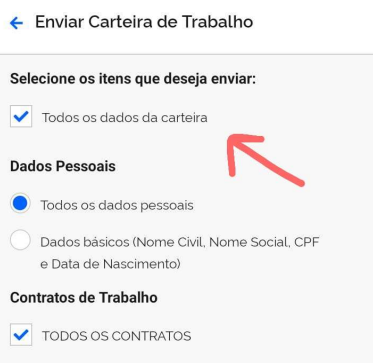 Enviar Carteira de Trabalho
Selecione os itens que deseja enviar:
Todos os dados da carteira
Dados Pessoais
Todos os dados pessoais
Dados básicos (Nome Civil, Nome Social, CPF
e Data de Nascimento)
Contratos de Trabalho
TODOS OS CONTRATOS